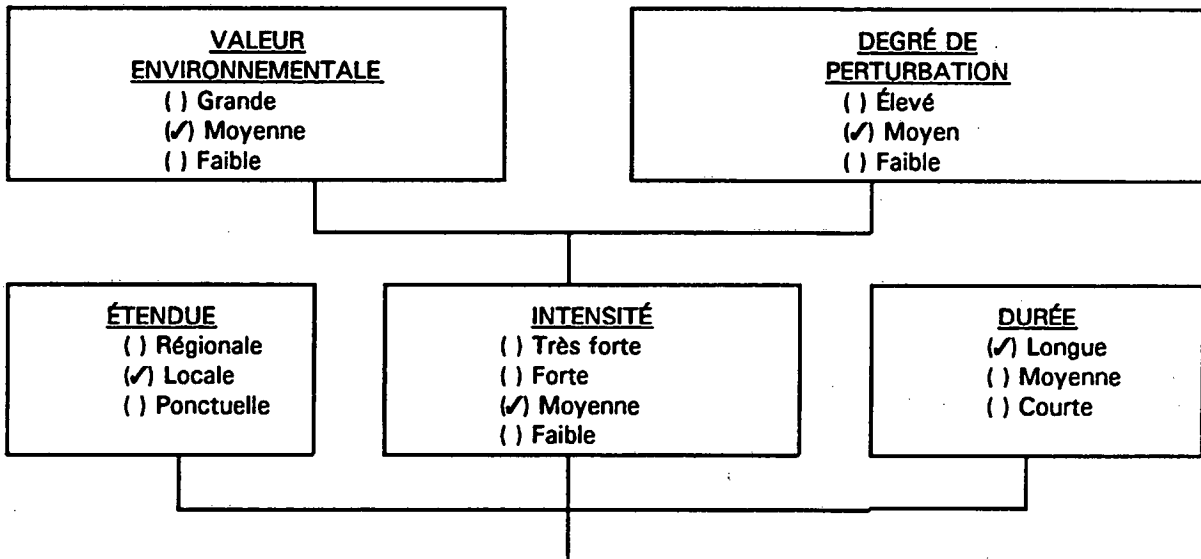 VALEUR
ENVIRONNEMENTALE
( ) Grande
(✓) Moyenne
( ) Faible
DEGRÉ DE
PERTURBATION
( ) Élevé
(✓) Moyen
( ) Faible
ÉTENDUE
( ) Régionale
(✓) Locale
( ) Ponctuelle
INTENSITÉ
( ) Très forte
( ) Forte
(✓) Moyenne
( ) Faible
DURÉE
(✓) Longue
( ) Moyenne
( ) Courte